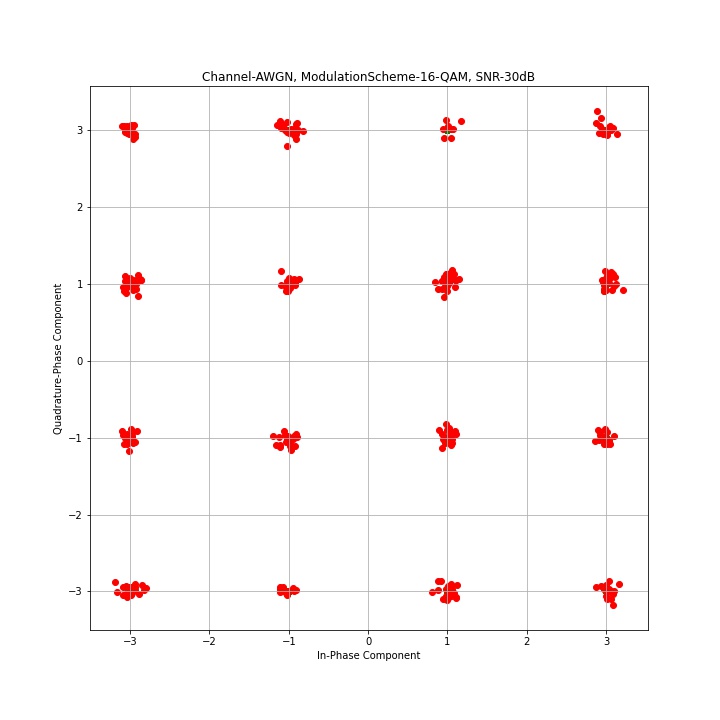 Channel-AWGN, ModulationScheme-16-QAM, SNR-30dB
Quadrature-Phase Component
3
2
1
0
−1
−2
−3
−3 −2 −1 0 1 2 3
In-Phase Component